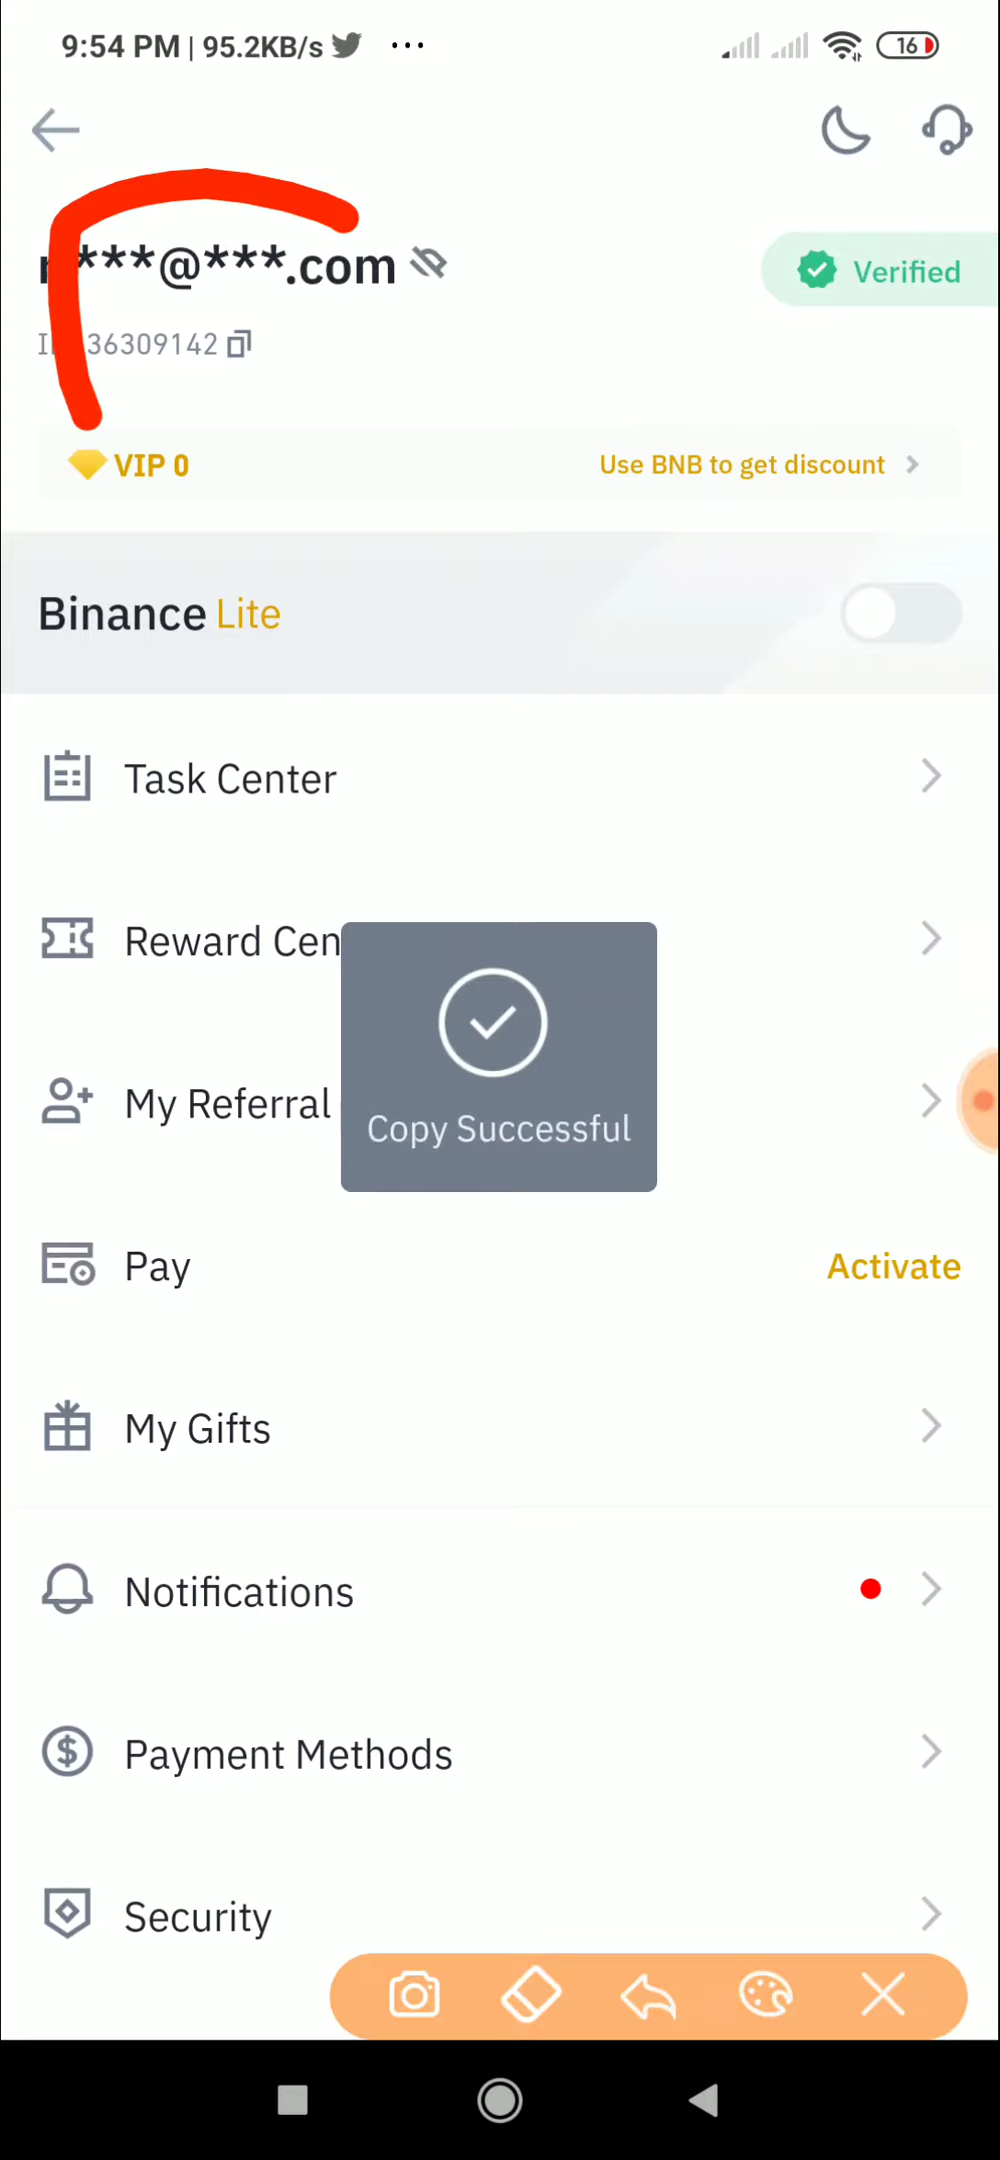 9:54 PM | 95.2KB/s ...
16
***@***.com
Verified
36309142
VIP 0
Use BNB to get discount
Binance Lite
Task Center
Reward Cen
My Referral
Copy Successful
Pay
Activate
My Gifts
Notifications
Payment Methods
Security